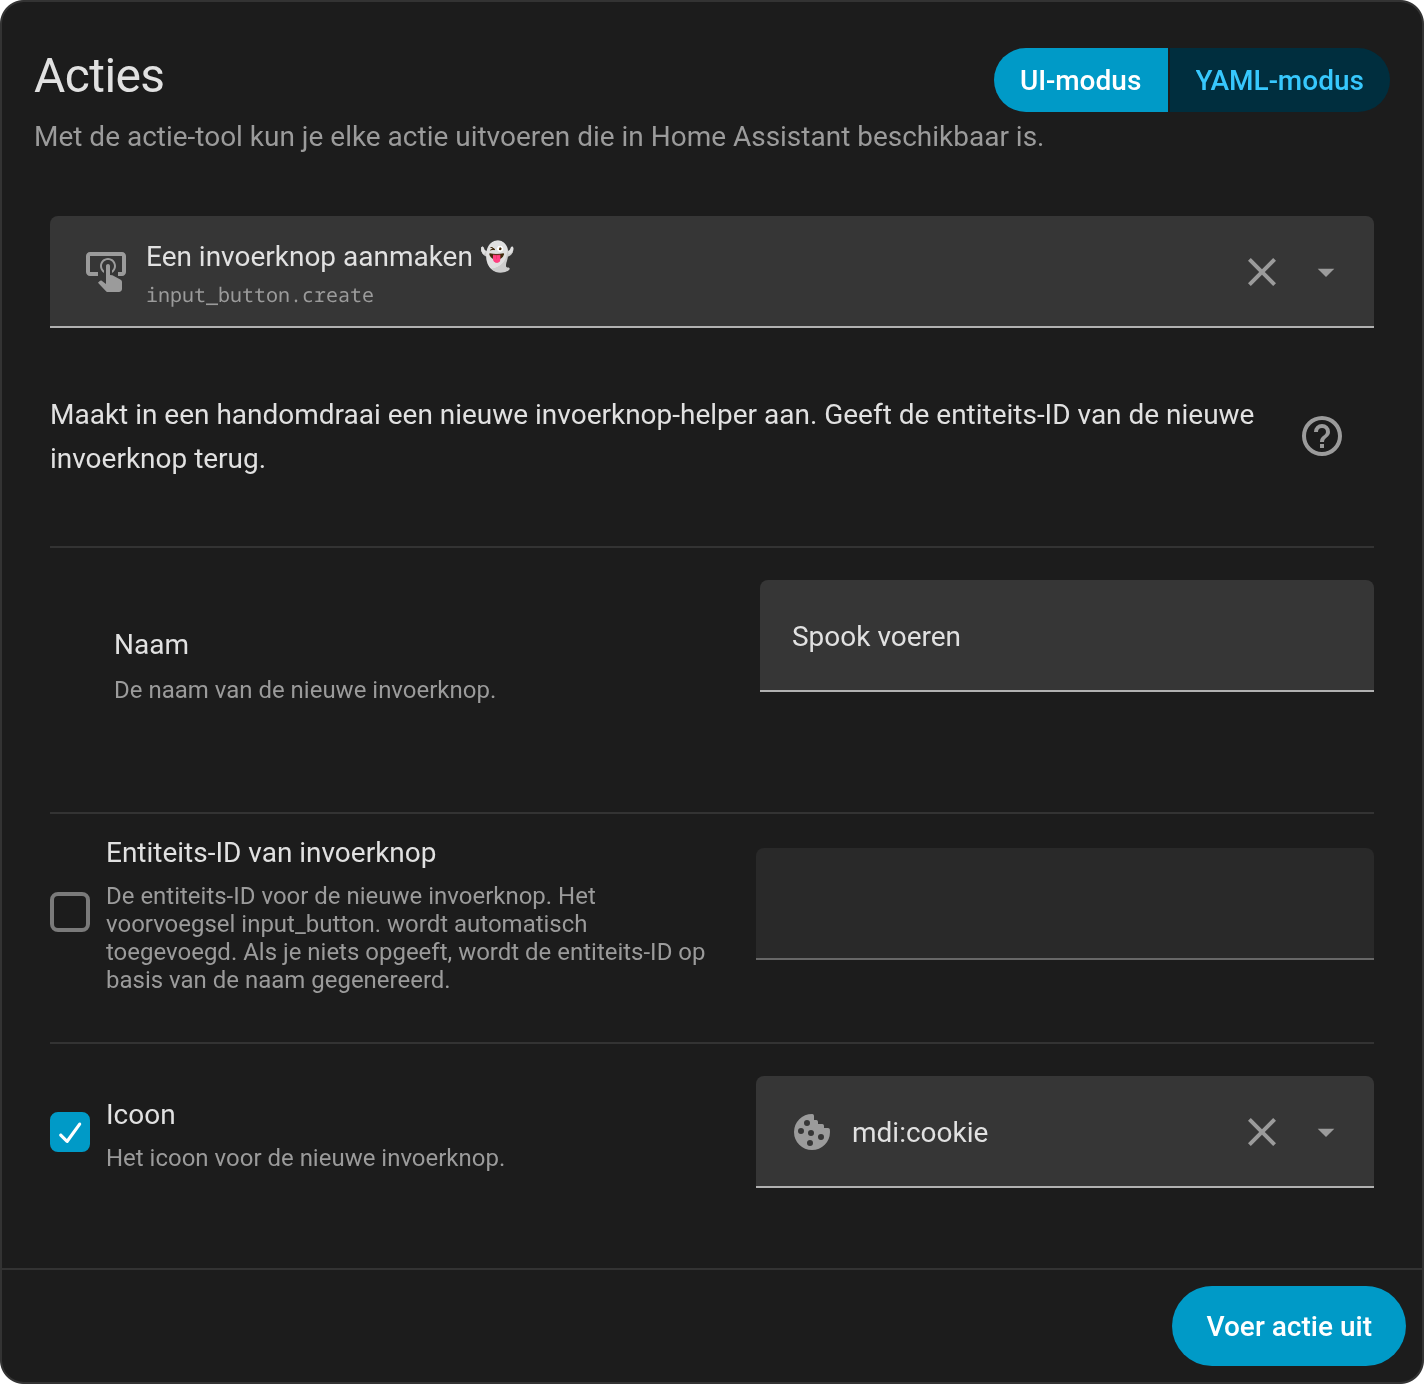 Acties
UI-modus
YAML-modus
Met de actie-tool kun je elke actie uitvoeren die in Home Assistant beschikbaar is.
Een invoerknop aanmaken 👻
input_button.create
Maakt in een handomdraai een nieuwe invoerknop-helper aan. Geeft de entiteits-ID van de nieuwe
invoerknop terug.
Naam
De naam van de nieuwe invoerknop.
Spook voeren
Entiteits-ID van invoerknop
De entiteits-ID voor de nieuwe invoerknop. Het
voorvoegsel input_button. wordt automatisch
toegevoegd. Als je niets opgeeft, wordt de entiteits-ID op
basis van de naam gegenereerd.
Icoon
Het icoon voor de nieuwe invoerknop.
mdi:cookie
Voer actie uit